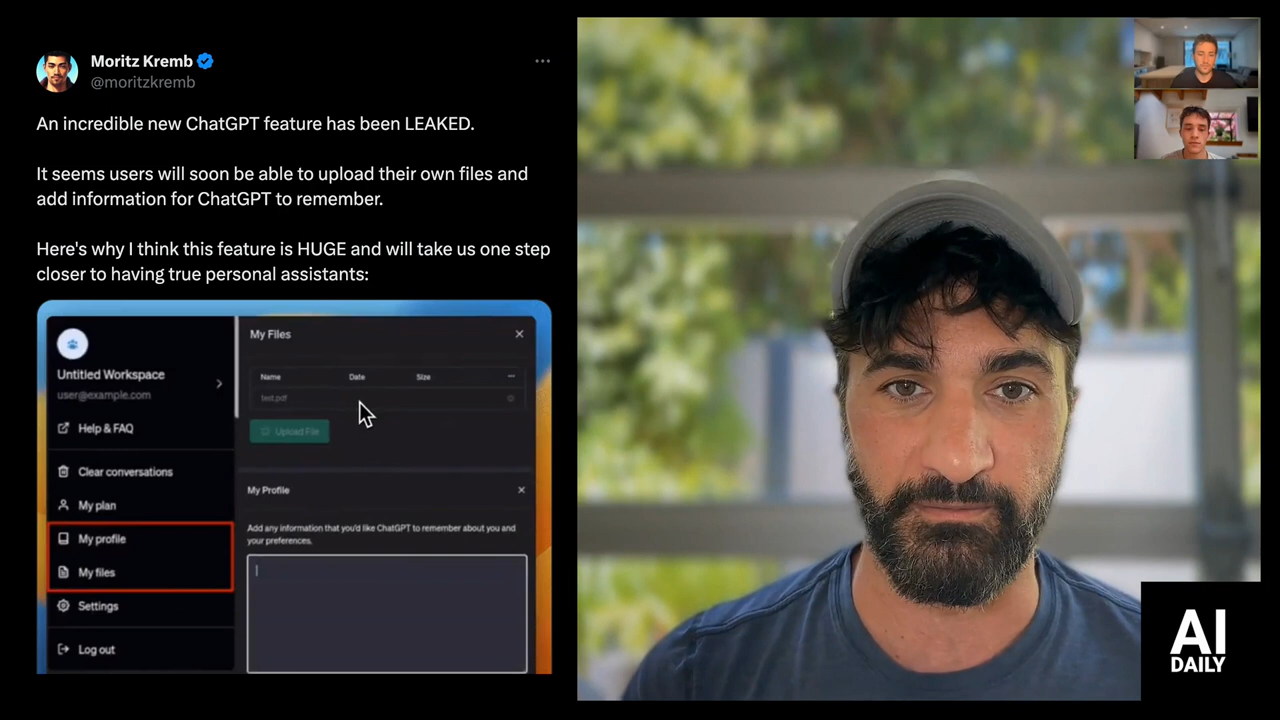 Moritz Kremb
@moritzkremb
An incredible new ChatGPT feature has been LEAKED.
It seems users will soon be able to upload their own files and
add information for ChatGPT to remember.
Here's why I think this feature is HUGE and will take us one step
closer to having true personal assistants:
Untitled Workspace
user@example.com
Help & FAQ
Clear conversations
My plan
My profile
My files
Settings
Log out
My Files
Name Date Size
test.pdf
Upload File
My Profile
Add any information that you'd like ChatGPT to remember about you and
your preferences.
AI
DAILY